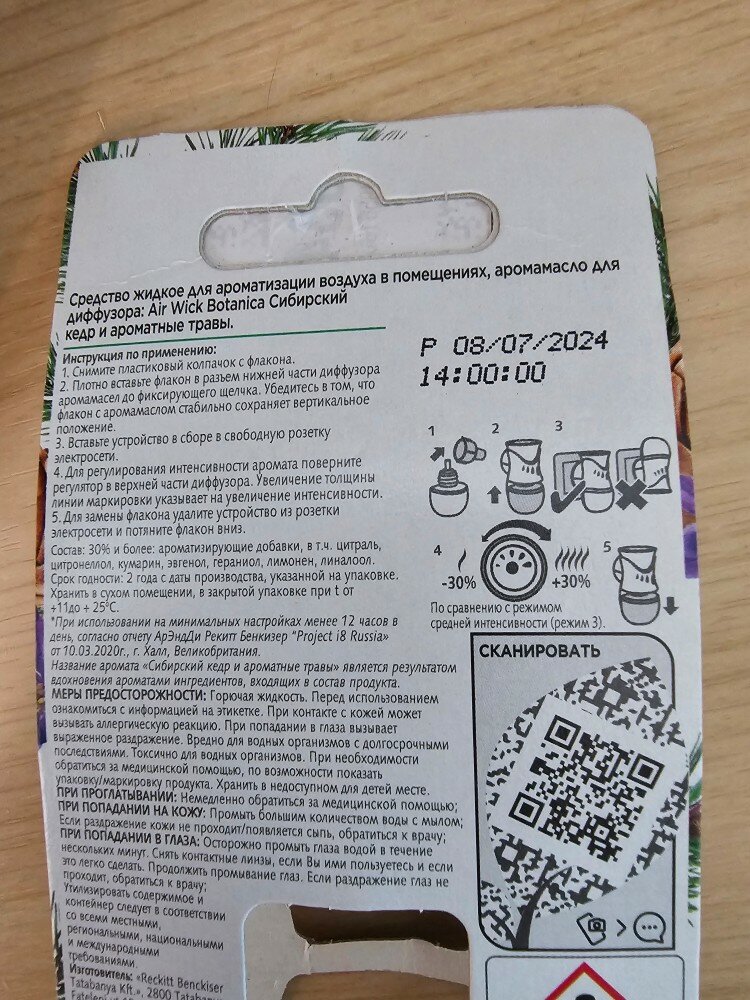 Средство жидкое для ароматизации воздуха в помещениях, аромамасло для
диффузора: Air Wick Botanica Сибирский
кедр и ароматные травы.
Инструкция по применению:
1. Снимите пластиковый колпачок с флакона.
2. Плотно вставьте флакон в разъем нижней части диффузора
аромамасел до фиксирующего щелчка. Убедитесь в том, что
флакон с аромамаслом стабильно сохраняет вертикальное
положение.
3. Вставьте устройство в сборе в свободную розетку
электросети.
4. Для регулирования интенсивности аромата поверните
регулятор в верхней части диффузора. Увеличение толщины
линии маркировки указывает на увеличение интенсивности.
5. Для замены флакона удалите устройство из розетки
электросети и потяните флакон вниз.
Состав: 30% и более: ароматизирующие добавки, в т.ч. цитраль,
цитронеллол, кумарин, эвгенол, гераниол, лимонен, линалоол.
Срок годности: 2 года с даты производства, указанной на упаковке.
Хранить в сухом помещении, в закрытой упаковке при t от
+11до + 25°С.
*При использовании на минимальных настройках менее 12 часов в
день, согласно отчету АрЭндДи Рекитт Бенкизер "Project i8 Russia"
от 10.03.2020г., г. Халл, Великобритания.
Название аромата «Сибирский кедр и ароматные травы» является результатом
вдохновения ароматами ингредиентов, входящих в состав продукта.
МЕРЫ ПРЕДОСТОРОЖНОСТИ: Горючая жидкость. Перед использованием
ознакомиться с информацией на этикетке. При контакте с кожей может
вызывать аллергическую реакцию. При попадании в глаза вызывает
выраженное раздражение. Вредно для водных организмов с долгосрочными
последствиями. Токсично для водных организмов. При необходимости
обратиться за медицинской помощью, по возможности показать
упаковку/маркировку продукта. Хранить в недоступном для детей месте.
ПРИ ПРОГЛАТЫВАНИИ: Немедленно обратиться за медицинской помощью;
ПРИ ПОПАДАНИИ НА КОЖУ: Промыть большим количеством воды с мылом;
Если раздражение кожи не проходит/появляется сыпь, обратиться к врачу;
ПРИ ПОПАДАНИИ В ГЛАЗА: Осторожно промыть глаза водой в течение
нескольких минут. Снять контактные линзы, если Вы ими пользуетесь и если
это легко сделать. Продолжить промывание глаз. Если раздражение глаз не
проходит, обратиться к врачу;
Утилизировать содержимое и
контейнер следует в соответствии
со всеми местными,
региональными, национальными
и международными
требованиями.
Изготовитель: «Reckitt Benckiser
Tatabanya Kft.», 2800 Tatabanya
P 08/07/2024
14:00:00
1 2 3
4 -30% +30% 5
По сравнению с режимом
средней интенсивности (режим 3).
СКАНИРОВАТЬ